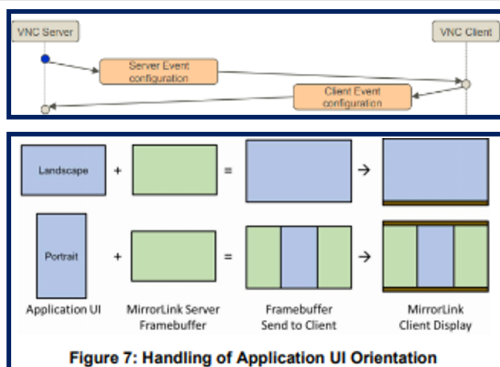 VNC Server
VNC Client
Server Event
configuration
Client Event
configuration
Landscape
+
=
→
Portrait
+
=
→
Application UI
MirrorLink Server
Framebuffer
Framebuffer
Send to Client
MirrorLink
Client Display
Figure 7: Handling of Application UI Orientation